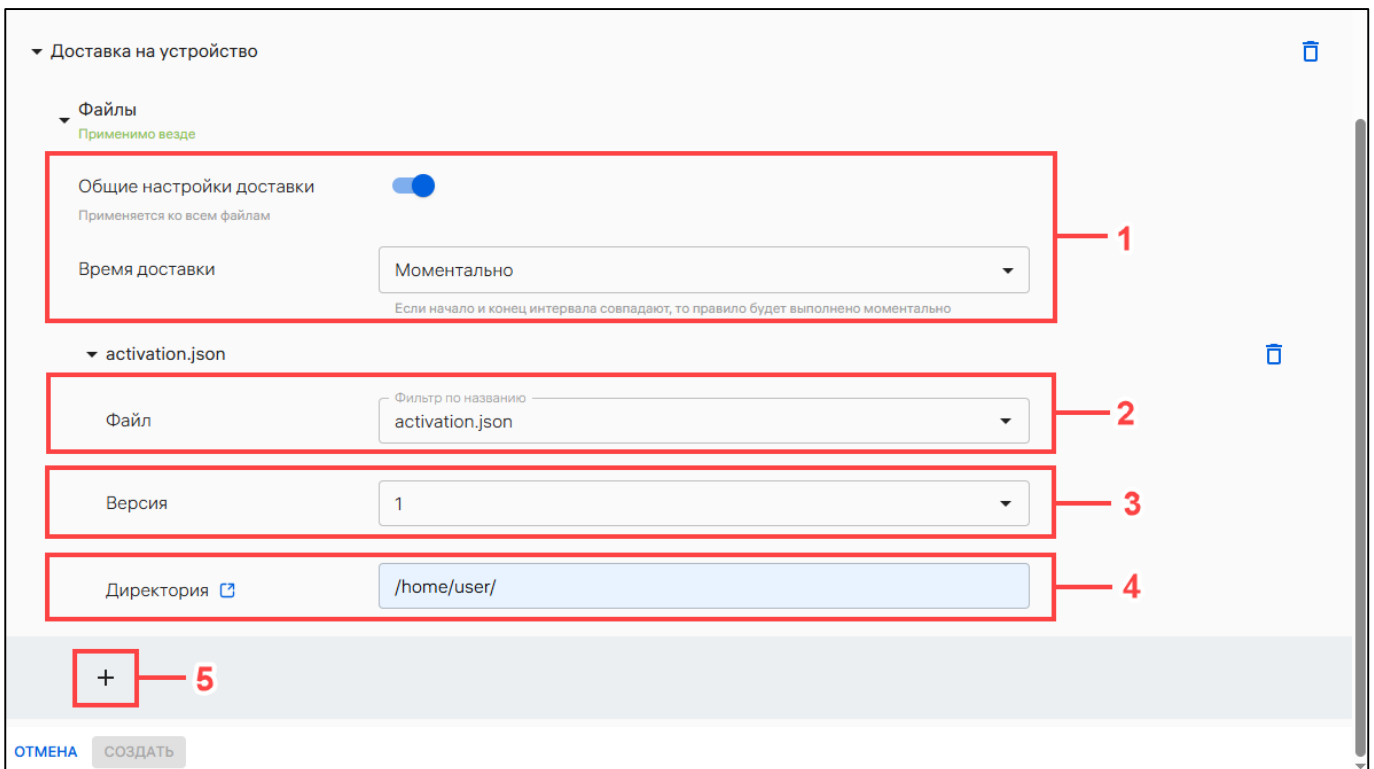 Доставка на устройство
Файлы
Применимо везде
Общие настройки доставки
Применяется ко всем файлам
1
Время доставки
Моментально
Если начало и конец интервала совпадают, то правило будет выполнено моментально
activation.json
Файл
Фильтр по названию
activation.json
2
Версия
1
3
Директория
/home/user/
4
+
5
ОТМЕНА СОЗДАТЬ